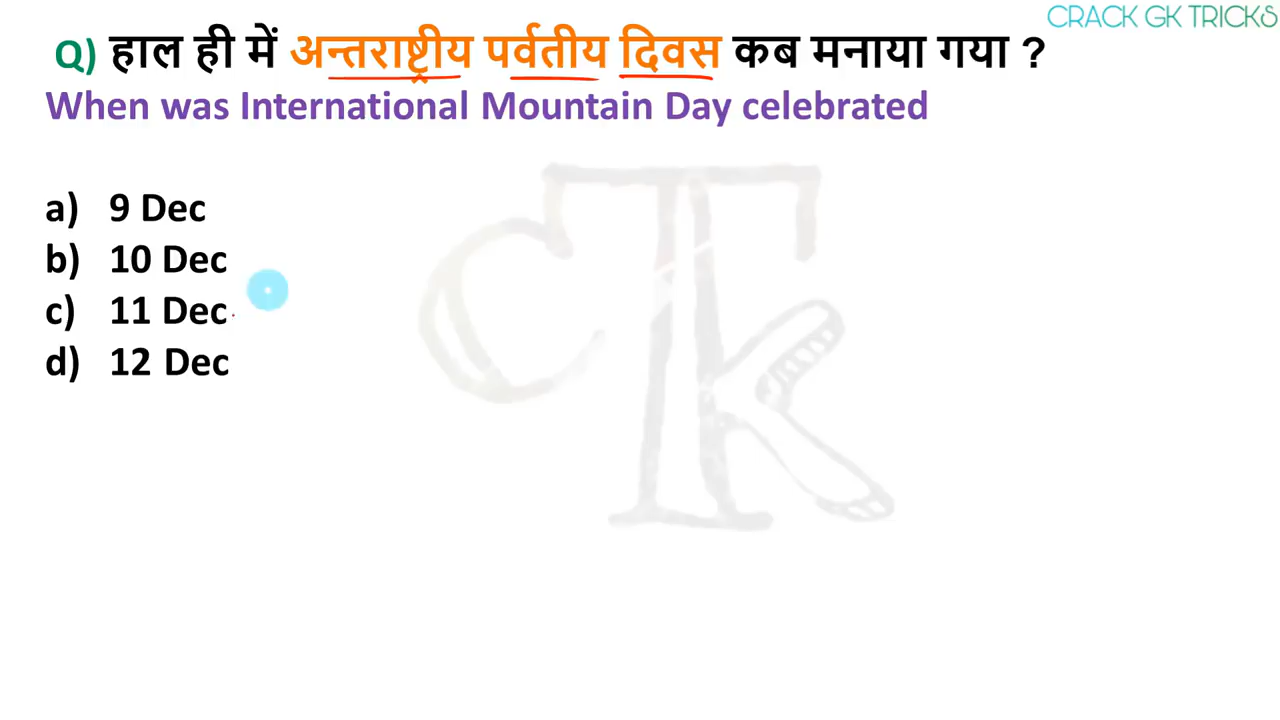 CRACK GK TRICKS
Q) हाल ही में अन्तराष्ट्रीय पर्वतीय दिवस कब मनाया गया ?
When was International Mountain Day celebrated
a) 9 Dec
b) 10 Dec
c) 11 Dec
d) 12 Dec
CTk